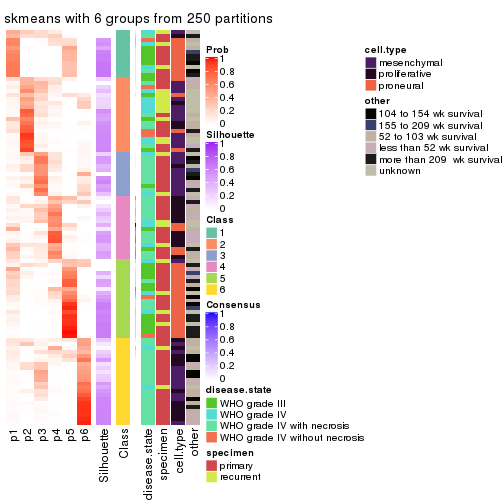 skmeans with 6 groups from 250 partitions
Prob
1
0.8
0.6
0.4
0.2
0
Silhouette
1
0.8
0.6
0.4
0.2
0
Class
1
2
3
4
5
6
Consensus
1
0.8
0.6
0.4
0.2
0
disease.state
WHO grade III
WHO grade IV
WHO grade IV with necrosis
WHO grade IV without necrosis
specimen
primary
recurrent
cell.type
mesenchymal
proliferative
proneural
other
104 to 154 wk survival
155 to 209 wk survival
52 to 103 wk survival
less than 52 wk survival
more than 209  wk survival
unknown
p1
p2
p3
p4
p5
p6
Silhouette
Class
disease.state
specimen
cell.type
other